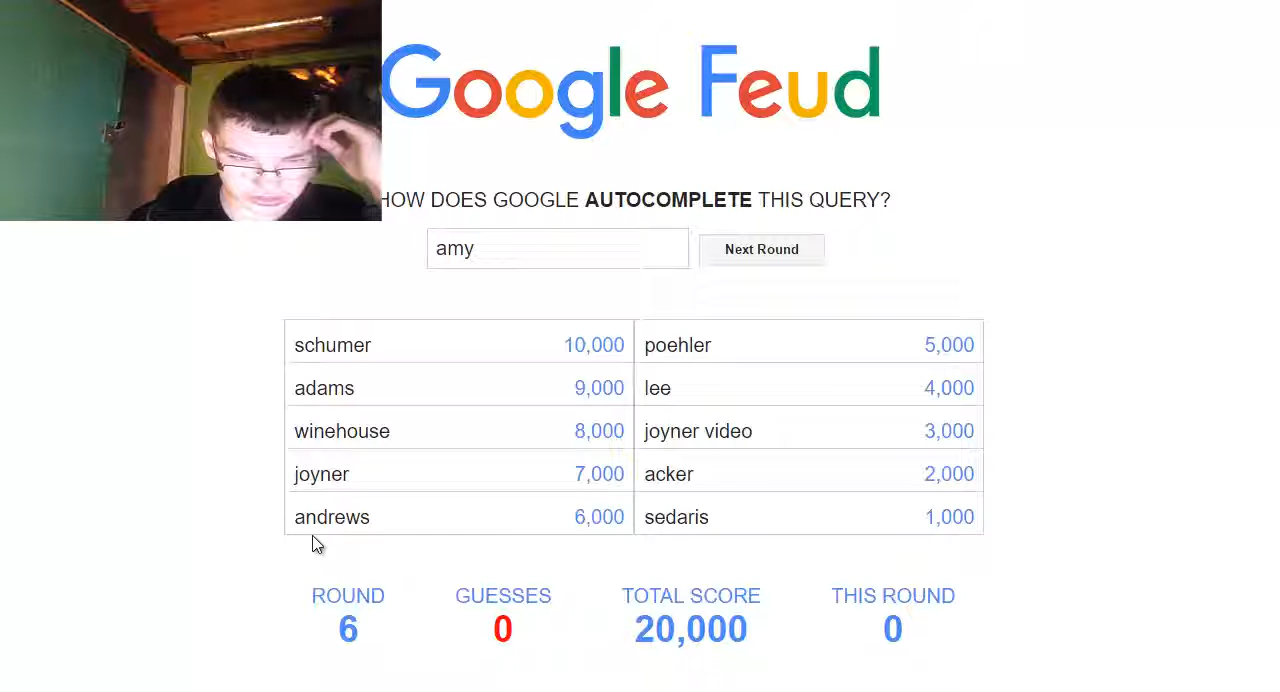 Google Feud
HOW DOES GOOGLE AUTOCOMPLETE THIS QUERY?
amy
Next Round
schumer 10,000
adams 9,000
winehouse 8,000
joyner 7,000
andrews 6,000
poehler 5,000
lee 4,000
joyner video 3,000
acker 2,000
sedaris 1,000
ROUND GUESSES TOTAL SCORE THIS ROUND
6 0 20,000 0